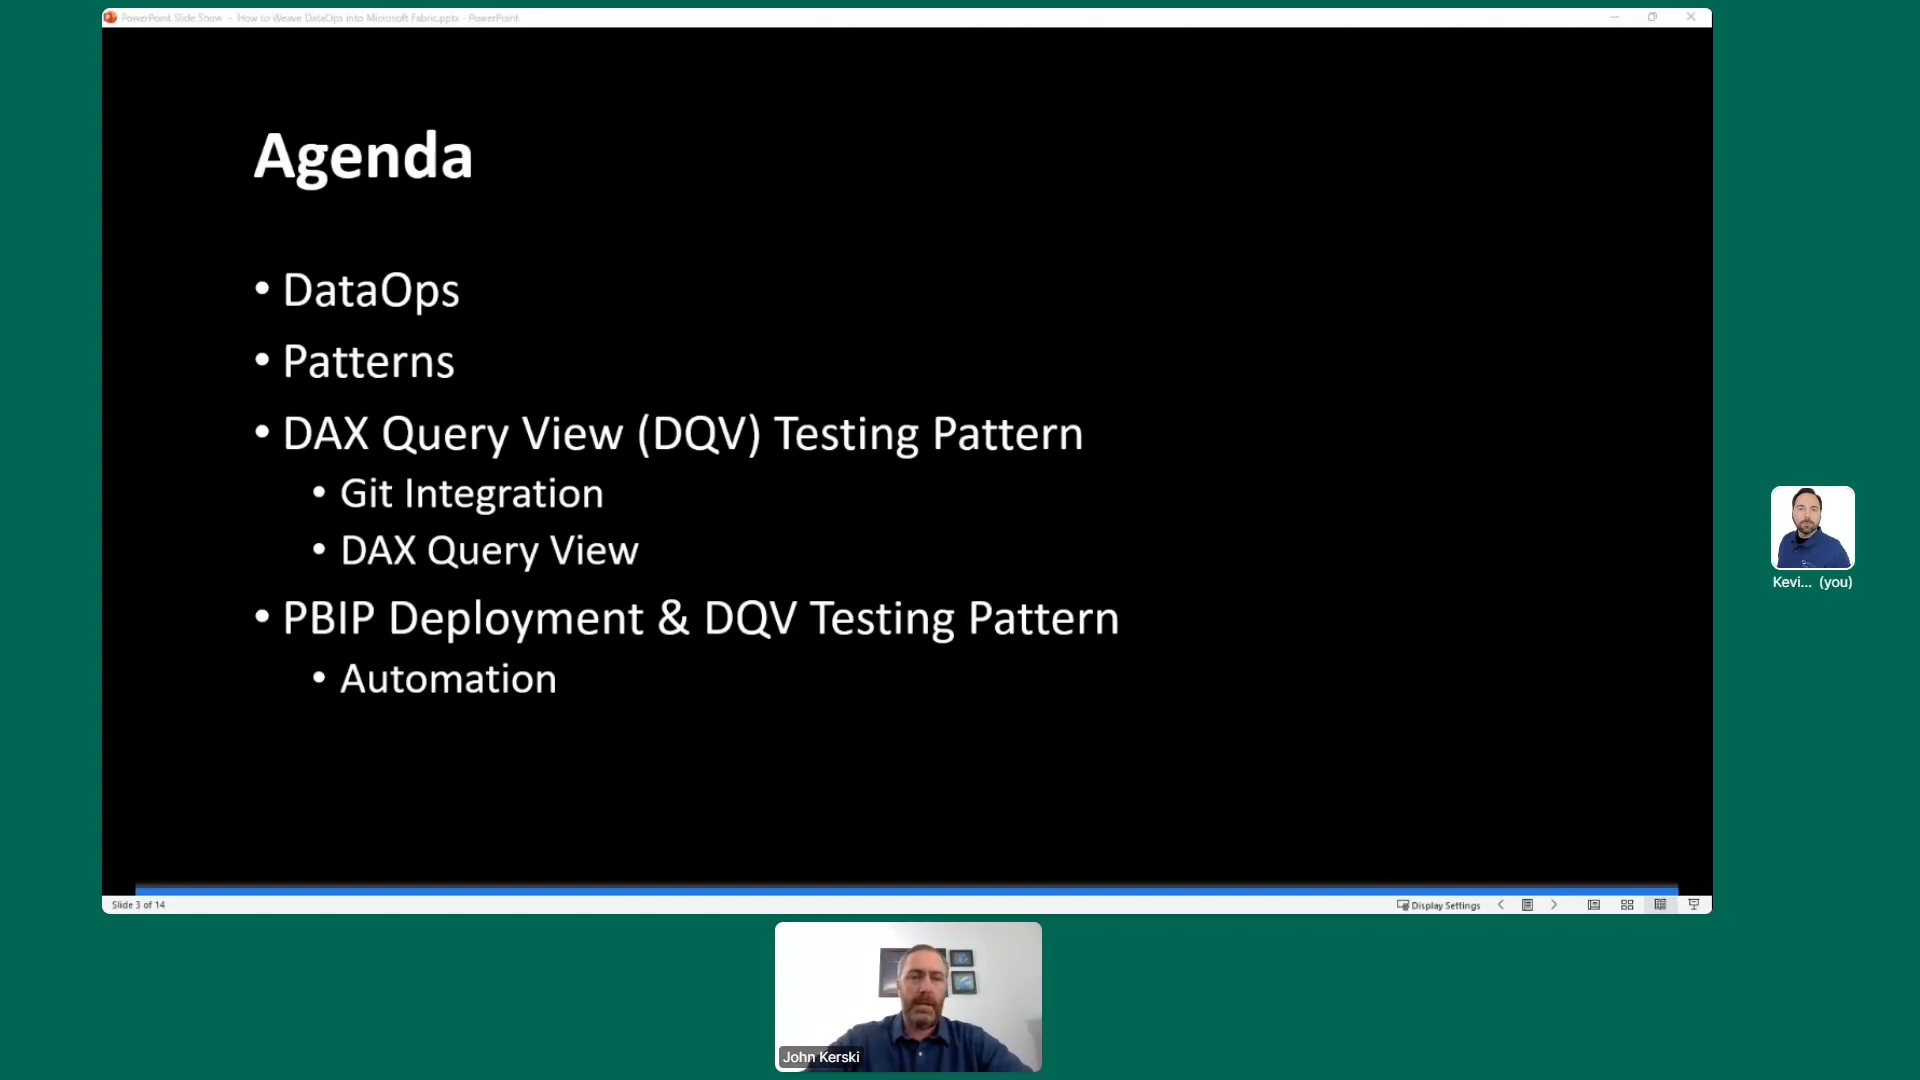 PowerPoint Slide Show - How to Weave DataOps into Microsoft Fabric.pptx - PowerPoint
Agenda
• DataOps
• Patterns
• DAX Query View (DQV) Testing Pattern
• Git Integration
• DAX Query View
• PBIP Deployment & DQV Testing Pattern
• Automation
Kevi... (you)
Slide 3 of 14
Display Settings
John Kerski